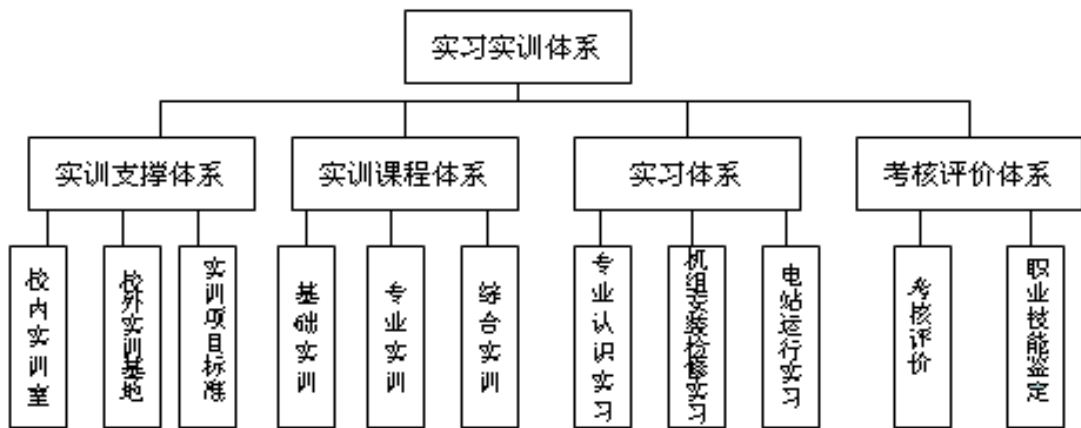 实习实训体系
实训支撑体系
实训课程体系
实习体系
考核评价体系
校内实训室
校外实训基地
实训项目标准
基础实训
专业实训
综合实训
专业认识实习
机组安装检修实习
电站运行实习
考核评价
职业技能鉴定